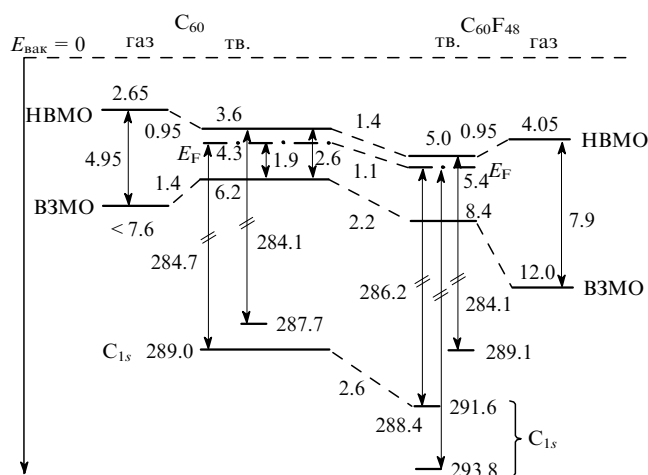 C₆₀
C₆₀F₄₈
газ
тв.
тв.
газ
Eвак = 0
2.65
НВМО
0.95
3.6
1.4
5.0
0.95
4.05
НВМО
E_F
4.3
1.9
2.6
1.1
5.4
E_F
4.95
1.4
6.2
2.2
8.4
7.9
ВЗМО
< 7.6
284.7
284.1
286.2
284.1
12.0
ВЗМО
287.7
C₁ₛ
289.0
289.1
2.6
288.4
291.6
C₁ₛ
293.8